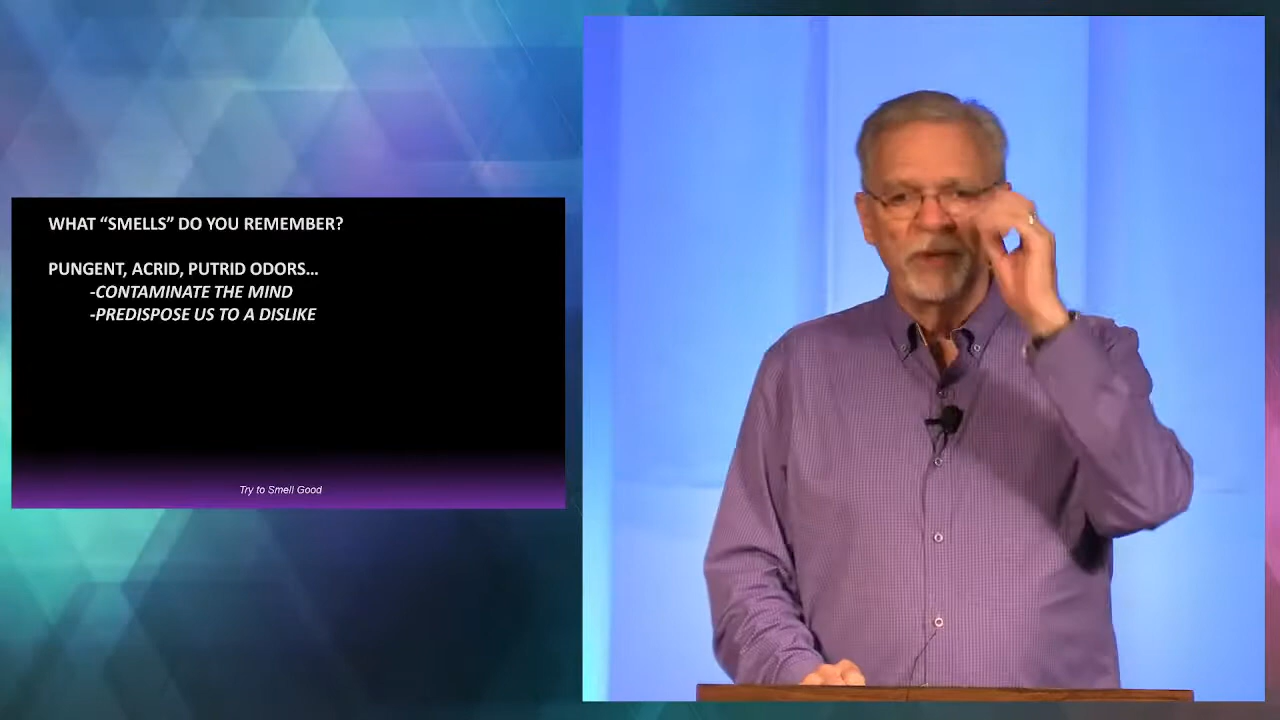 WHAT “SMELLS” DO YOU REMEMBER?
PUNGENT, ACRID, PUTRID ODORS…
-CONTAMINATE THE MIND
-PREDISPOSE US TO A DISLIKE
Try to Smell Good